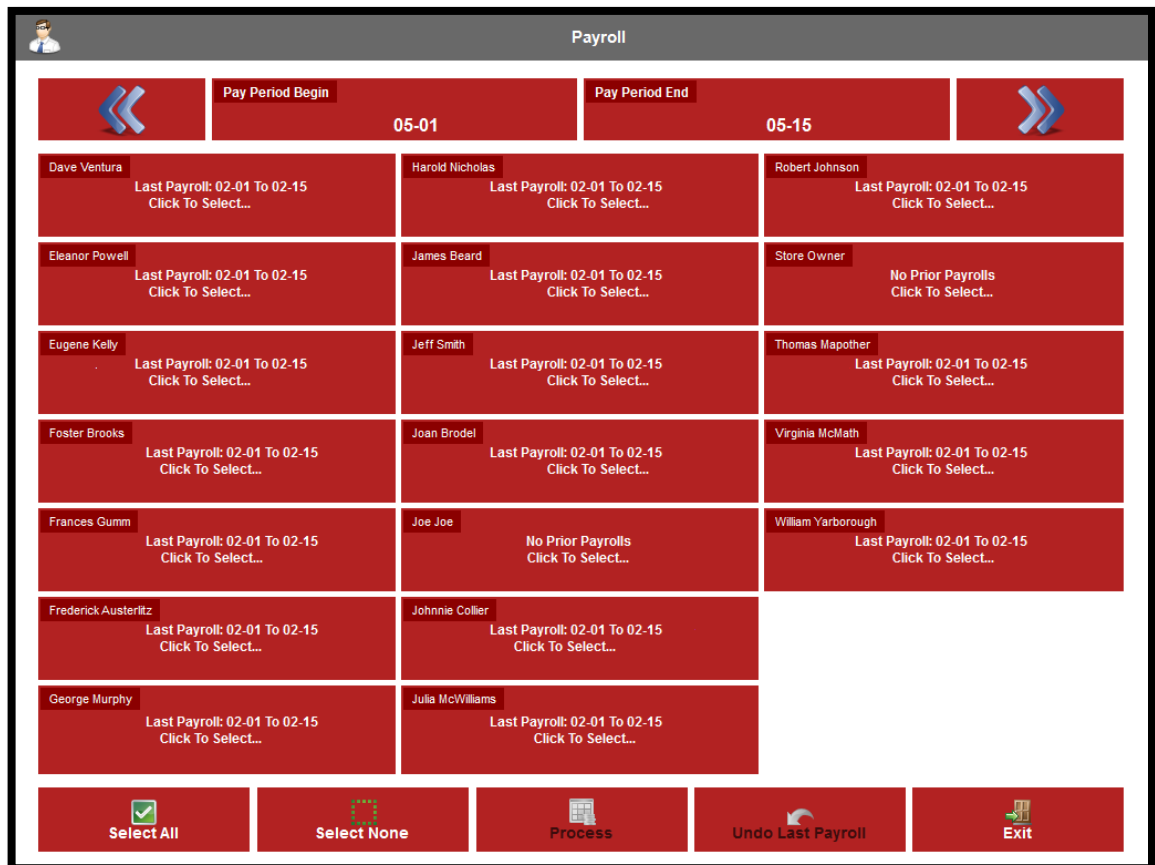 Payroll
Pay Period Begin
05-01
Pay Period End
05-15
Dave Ventura
Last Payroll: 02-01 To 02-15
Click To Select...
Harold Nicholas
Last Payroll: 02-01 To 02-15
Click To Select...
Robert Johnson
Last Payroll: 02-01 To 02-15
Click To Select...
Eleanor Powell
Last Payroll: 02-01 To 02-15
Click To Select...
James Beard
Last Payroll: 02-01 To 02-15
Click To Select...
Store Owner
No Prior Payrolls
Click To Select...
Eugene Kelly
Last Payroll: 02-01 To 02-15
Click To Select...
Jeff Smith
Last Payroll: 02-01 To 02-15
Click To Select...
Thomas Mapother
Last Payroll: 02-01 To 02-15
Click To Select...
Foster Brooks
Last Payroll: 02-01 To 02-15
Click To Select...
Joan Brodel
Last Payroll: 02-01 To 02-15
Click To Select...
Virginia McMath
Last Payroll: 02-01 To 02-15
Click To Select...
Frances Gumm
Last Payroll: 02-01 To 02-15
Click To Select...
Joe Joe
No Prior Payrolls
Click To Select...
William Yarborough
Last Payroll: 02-01 To 02-15
Click To Select...
Frederick Austerlitz
Last Payroll: 02-01 To 02-15
Click To Select...
Johnnie Collier
Last Payroll: 02-01 To 02-15
Click To Select...
George Murphy
Last Payroll: 02-01 To 02-15
Click To Select...
Julia McWilliams
Last Payroll: 02-01 To 02-15
Click To Select...
Select All
Select None
Process
Undo Last Payroll
Exit